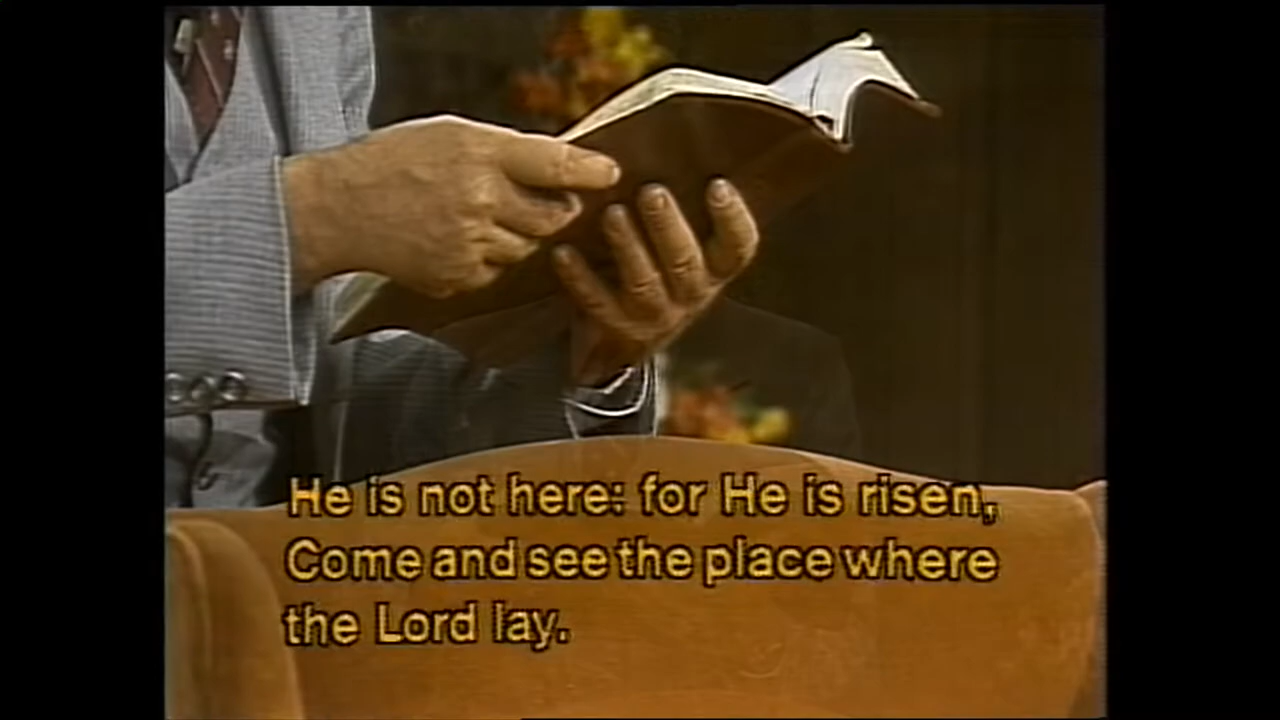 He is not here: for He is risen,
Come and see the place where
the Lord lay.